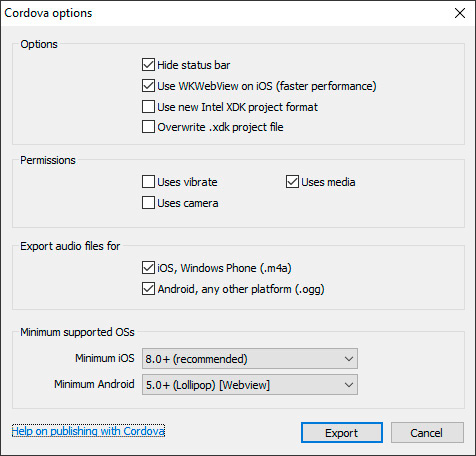 Cordova options
Options
Hide status bar
Use WKWebView on iOS (faster performance)
Use new Intel XDK project format
Overwrite .xdk project file
Permissions
Uses vibrate Uses media
Uses camera
Export audio files for
iOS, Windows Phone (.m4a)
Android, any other platform (.ogg)
Minimum supported OSs
Minimum iOS 8.0+ (recommended)
Minimum Android 5.0+ (Lollipop) [Webview]
Help on publishing with Cordova Export Cancel